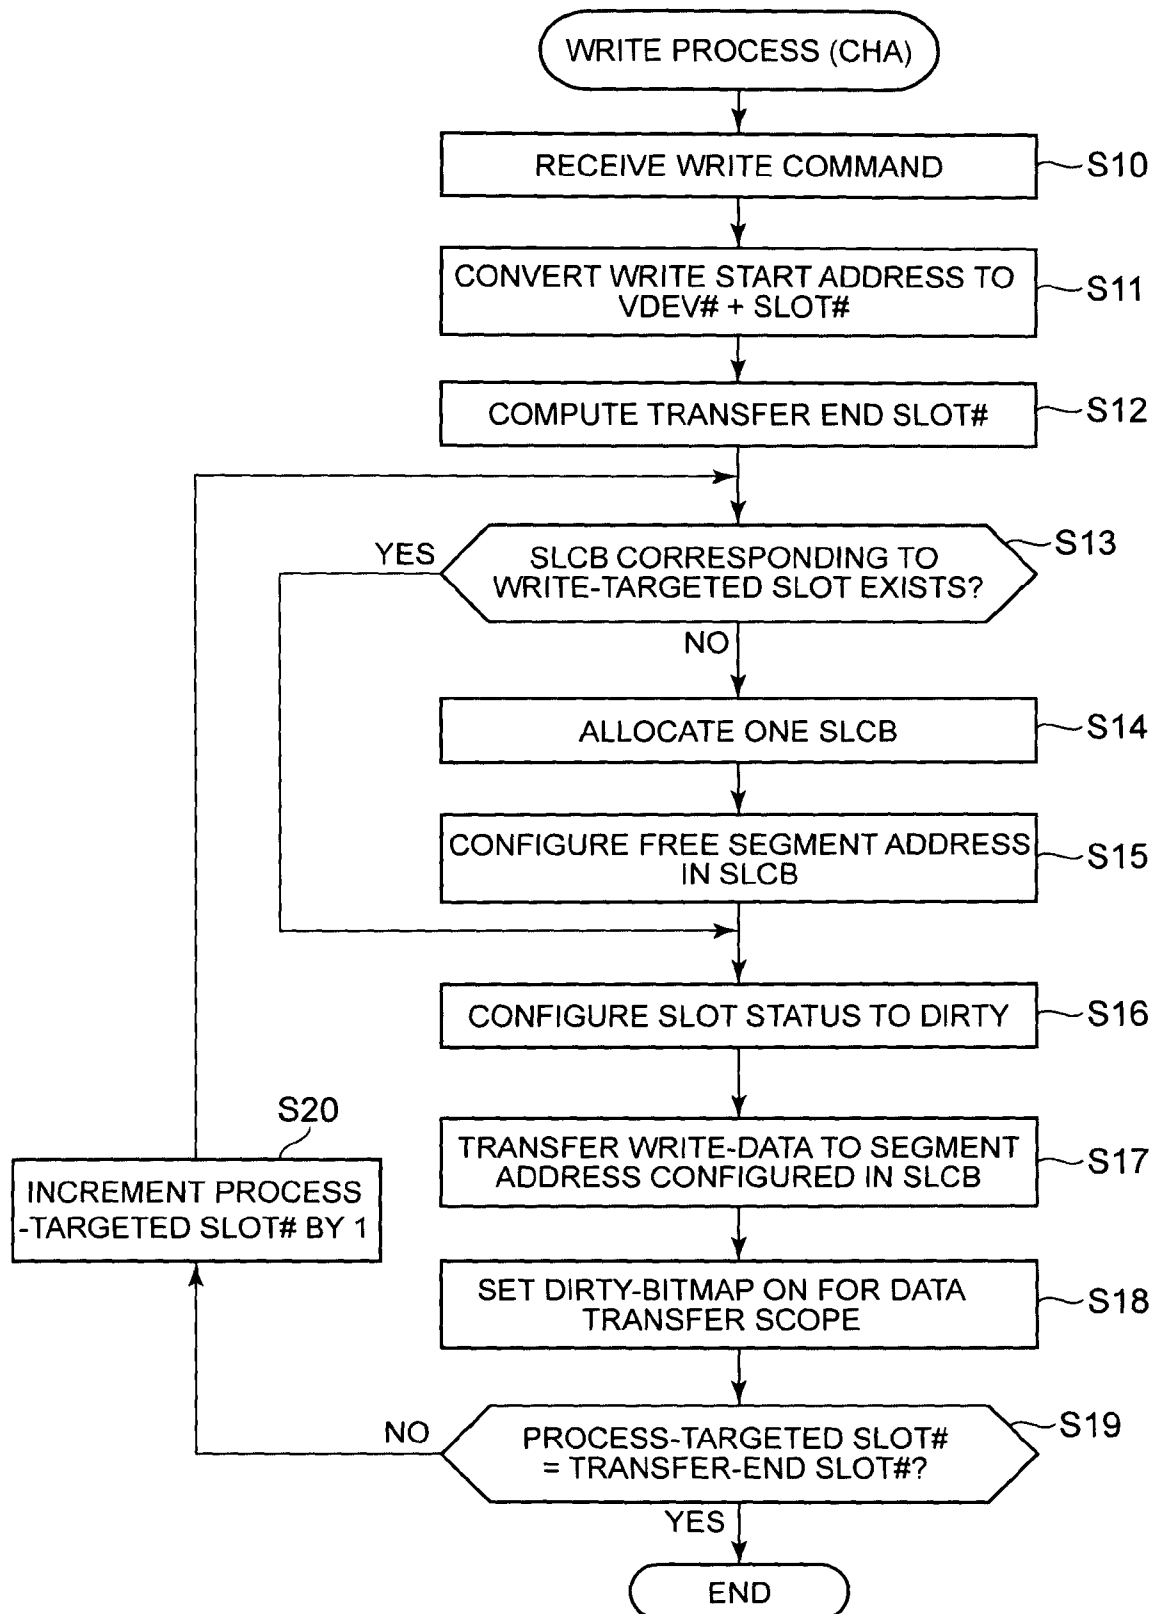 WRITE PROCESS (CHA)
RECEIVE WRITE COMMAND
S10
CONVERT WRITE START ADDRESS TO
VDEV# + SLOT#
S11
COMPUTE TRANSFER END SLOT#
S12
YES
SLCB CORRESPONDING TO
WRITE-TARGETED SLOT EXISTS?
S13
NO
ALLOCATE ONE SLCB
S14
CONFIGURE FREE SEGMENT ADDRESS
IN SLCB
S15
CONFIGURE SLOT STATUS TO DIRTY
S16
S20
INCREMENT PROCESS
-TARGETED SLOT# BY 1
TRANSFER WRITE-DATA TO SEGMENT
ADDRESS CONFIGURED IN SLCB
S17
SET DIRTY-BITMAP ON FOR DATA
TRANSFER SCOPE
S18
NO
PROCESS-TARGETED SLOT#
= TRANSFER-END SLOT#?
S19
YES
END